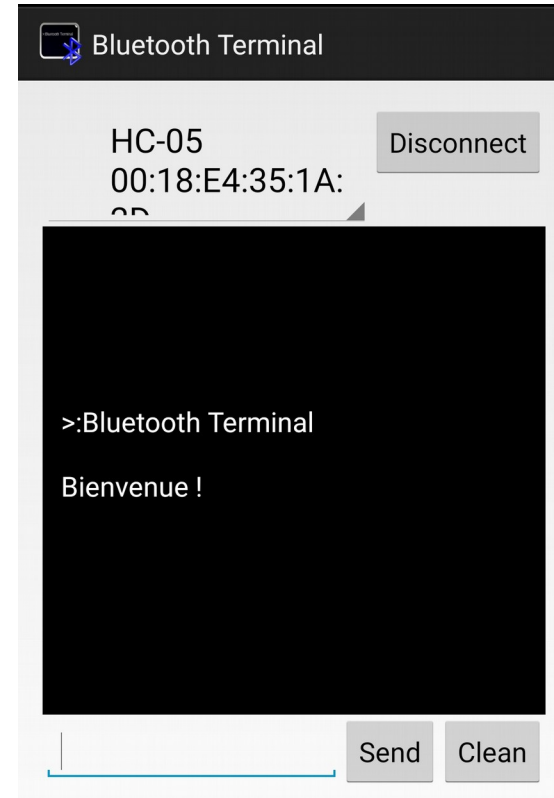 Bluetooth Terminal
HC-05
Disconnect
00:18:E4:35:1A:
>:Bluetooth Terminal
Bienvenue !
Send Clean